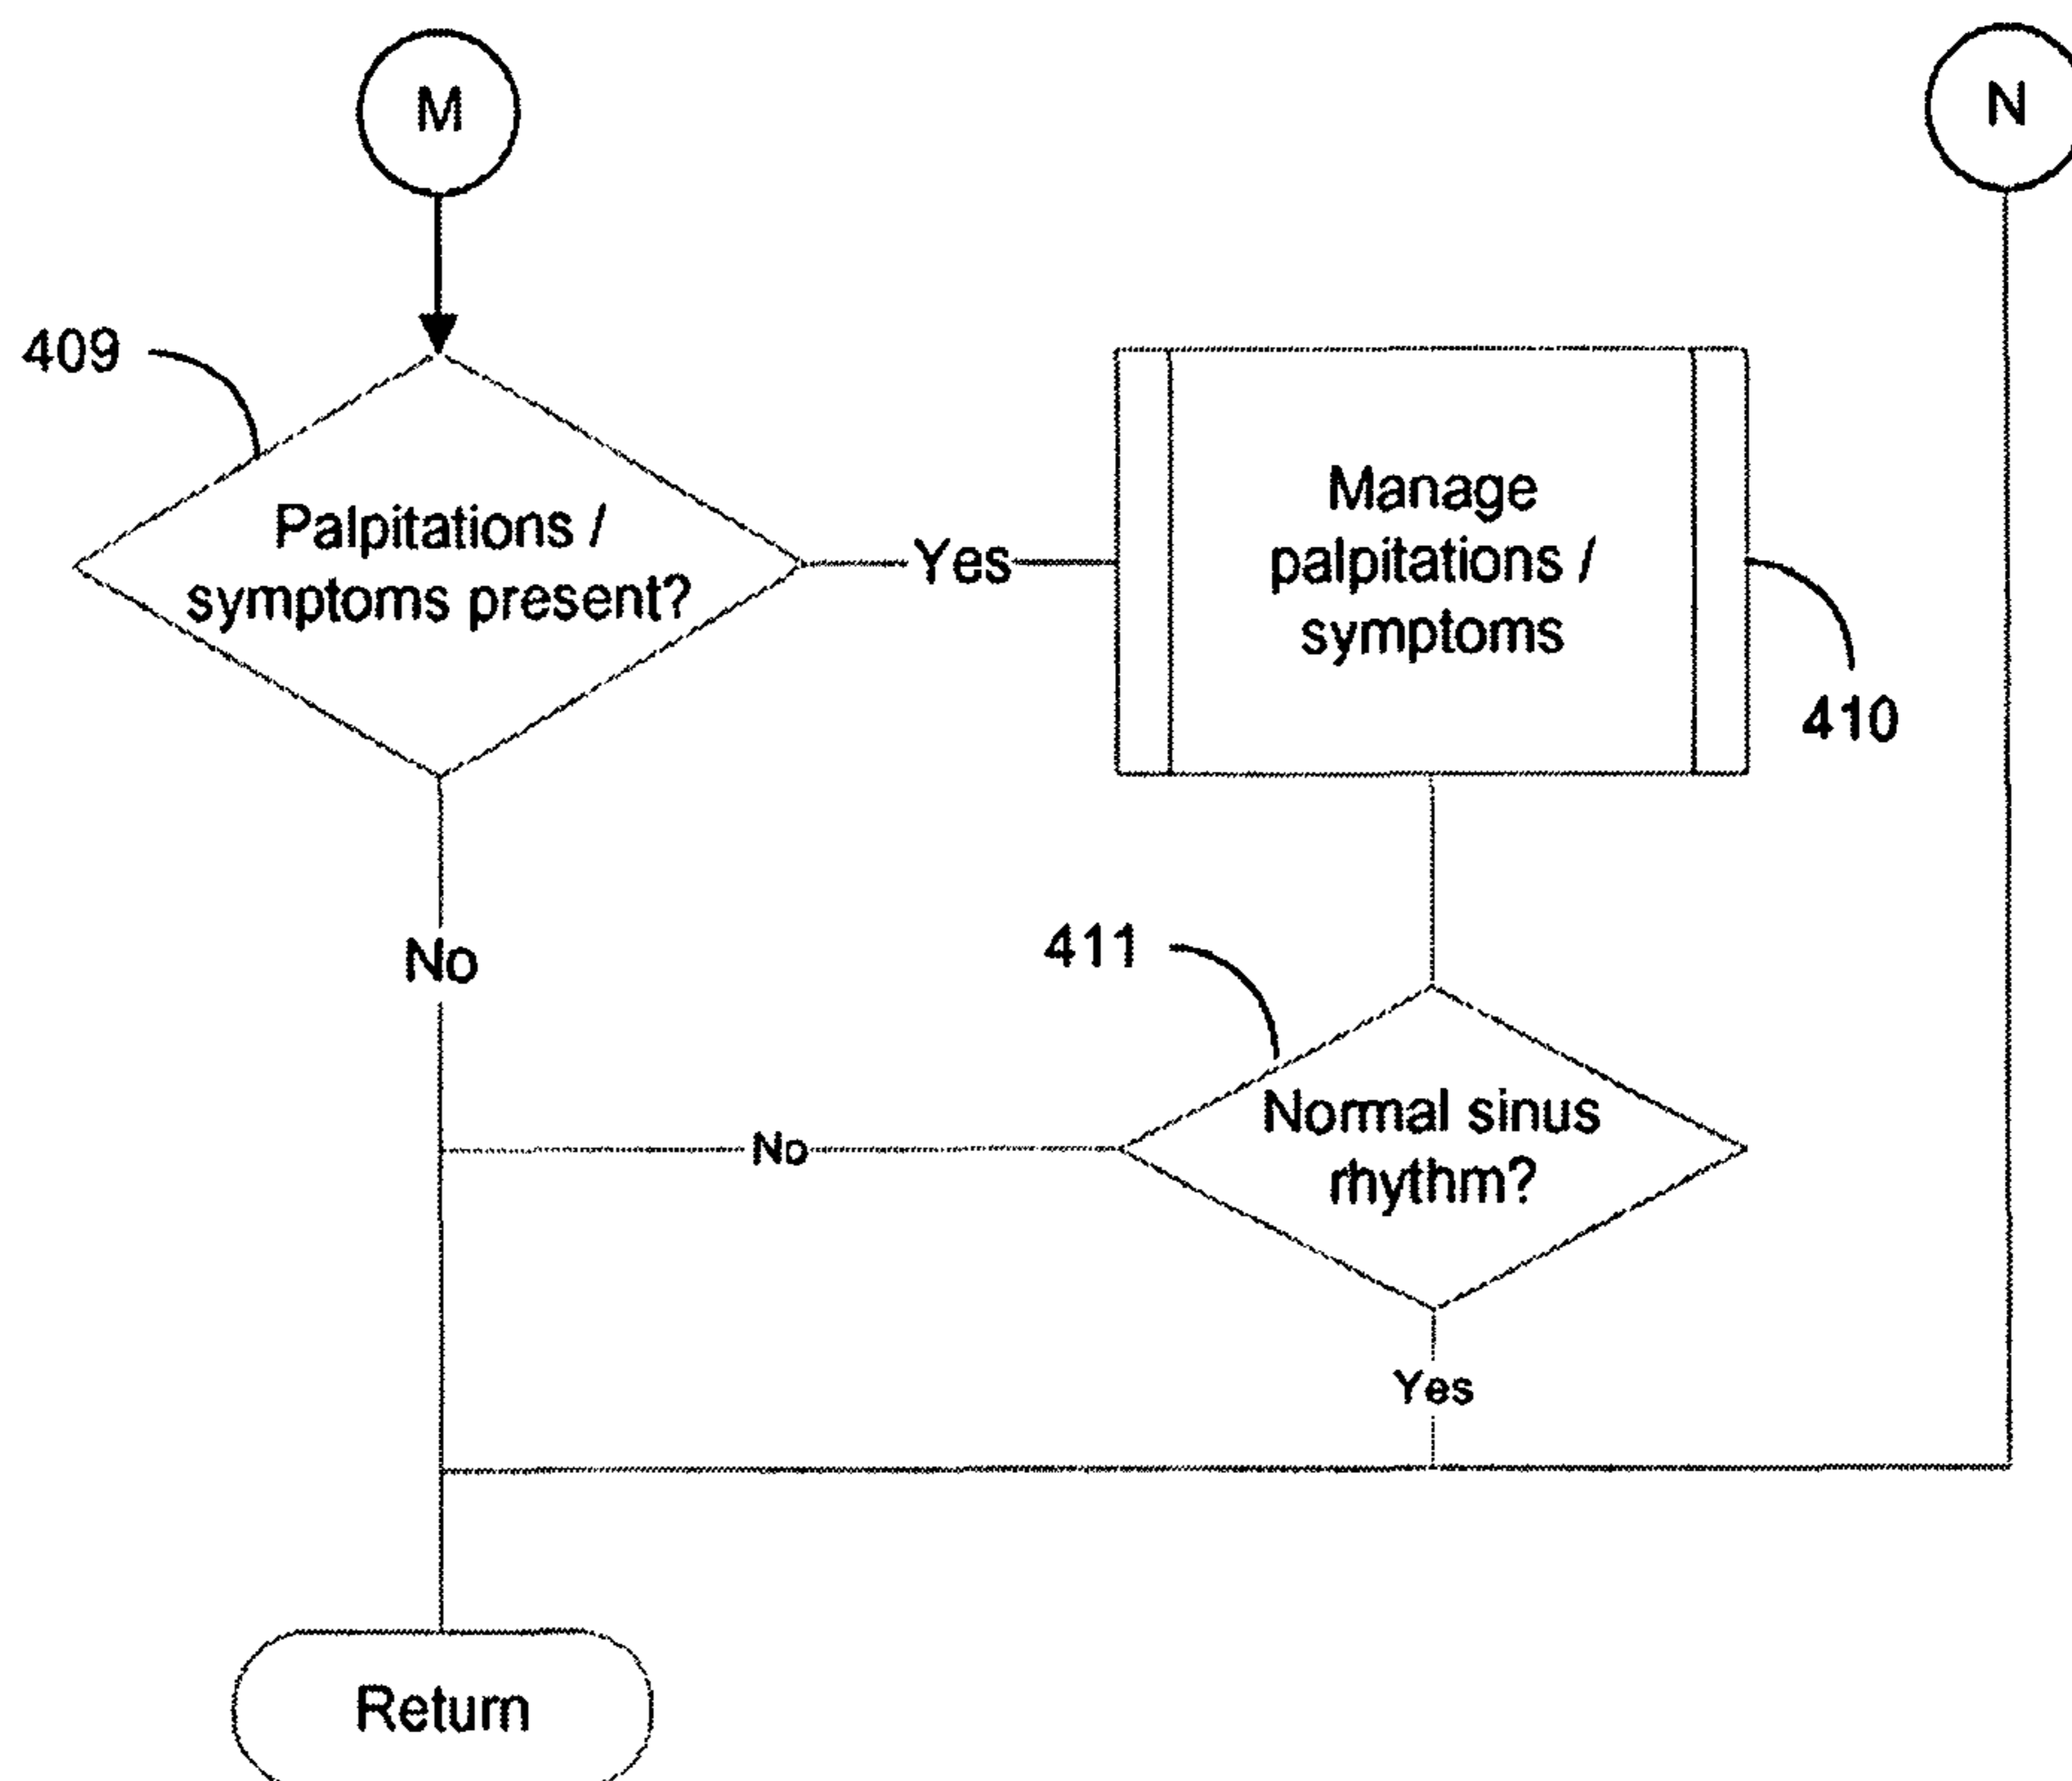 M
N
409
Palpitations /
symptoms present?
Yes
Manage
palpitations /
symptoms
410
No
411
Normal sinus
rhythm?
No
Yes
Return